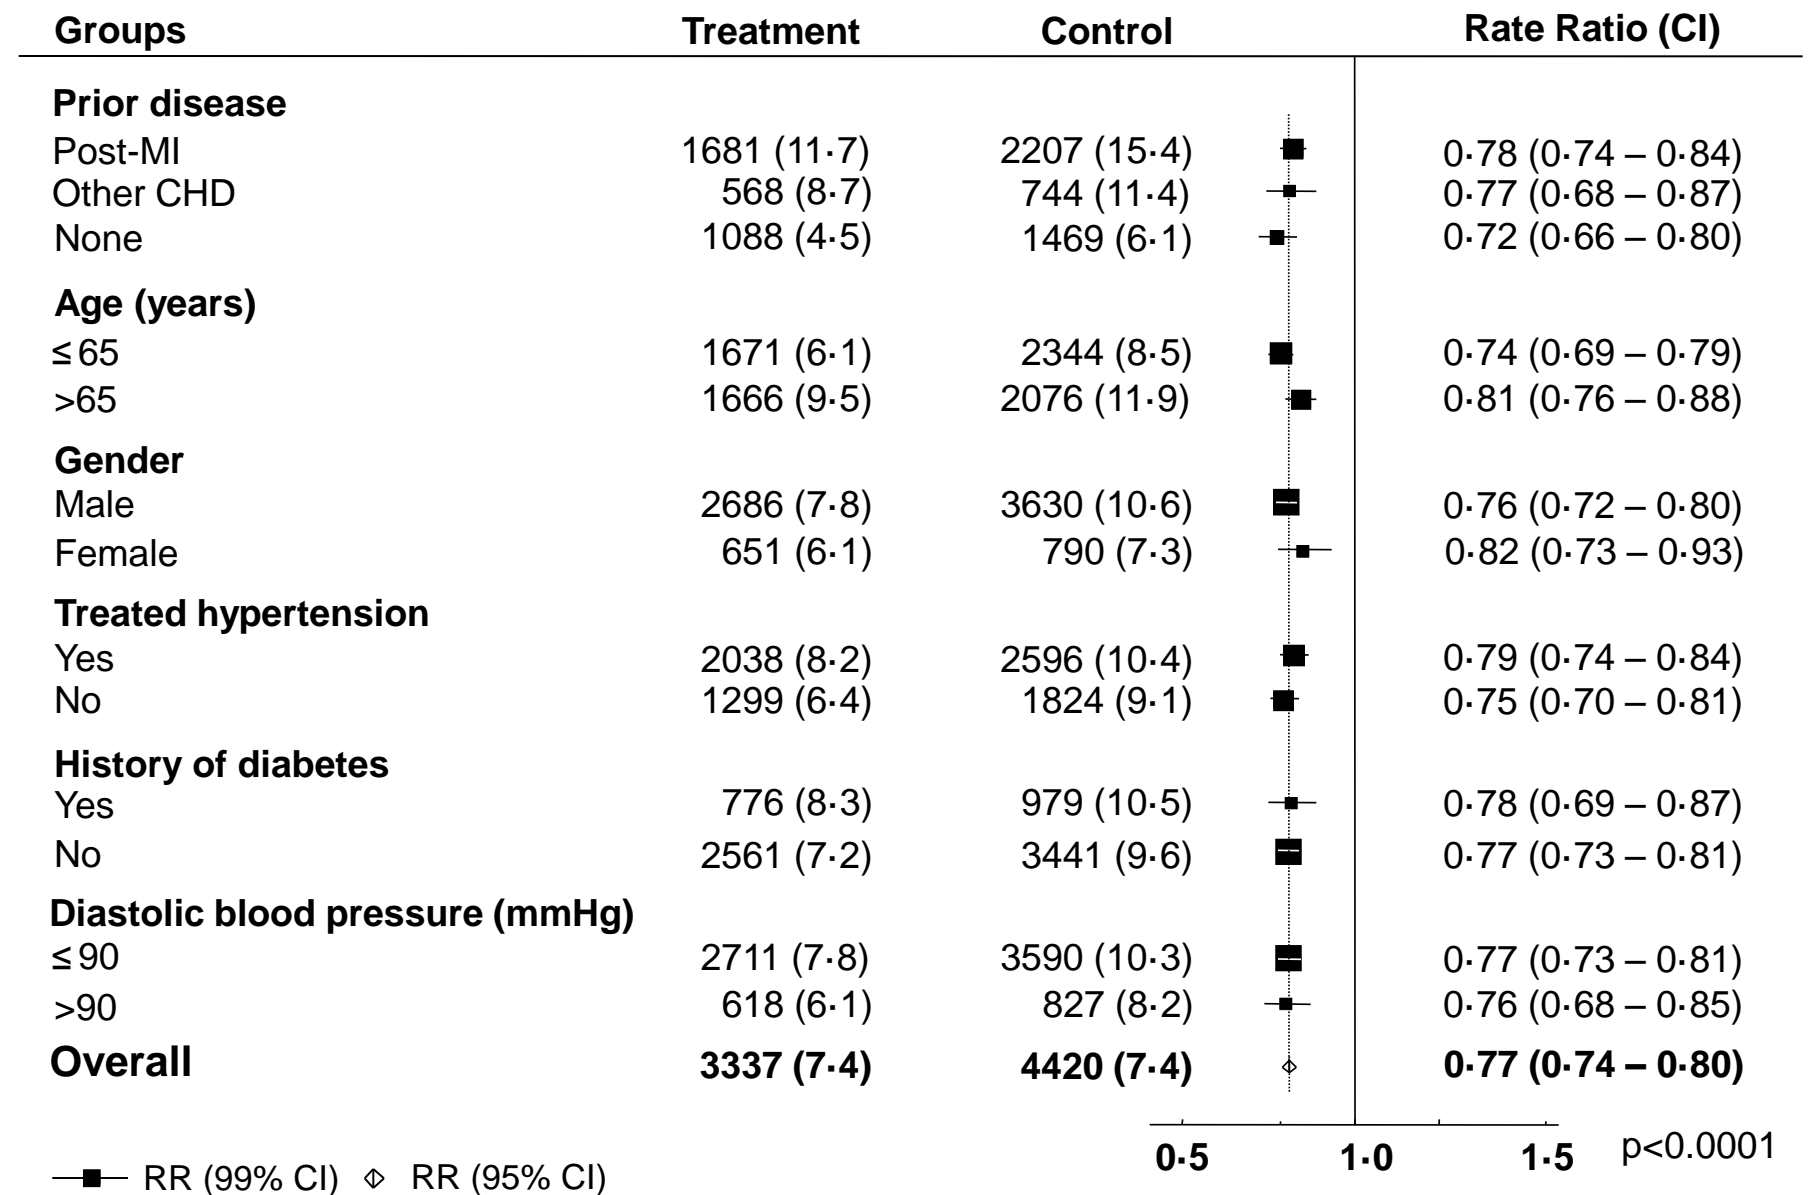 Groups Treatment Control Rate Ratio (CI)
Prior disease
Post-MI 1681 (11·7) 2207 (15·4) 0·78 (0·74 – 0·84)
Other CHD 568 (8·7) 744 (11·4) 0·77 (0·68 – 0·87)
None 1088 (4·5) 1469 (6·1) 0·72 (0·66 – 0·80)
Age (years)
≤ 65 1671 (6·1) 2344 (8·5) 0·74 (0·69 – 0·79)
>65 1666 (9·5) 2076 (11·9) 0·81 (0·76 – 0·88)
Gender
Male 2686 (7·8) 3630 (10·6) 0·76 (0·72 – 0·80)
Female 651 (6·1) 790 (7·3) 0·82 (0·73 – 0·93)
Treated hypertension
Yes 2038 (8·2) 2596 (10·4) 0·79 (0·74 – 0·84)
No 1299 (6·4) 1824 (9·1) 0·75 (0·70 – 0·81)
History of diabetes
Yes 776 (8·3) 979 (10·5) 0·78 (0·69 – 0·87)
No 2561 (7·2) 3441 (9·6) 0·77 (0·73 – 0·81)
Diastolic blood pressure (mmHg)
≤ 90 2711 (7·8) 3590 (10·3) 0·77 (0·73 – 0·81)
>90 618 (6·1) 827 (8·2) 0·76 (0·68 – 0·85)
Overall 3337 (7·4) 4420 (7·4) 0·77 (0·74 – 0·80)
0·5 1·0 1·5 p<0.0001
RR (99% CI) RR (95% CI)